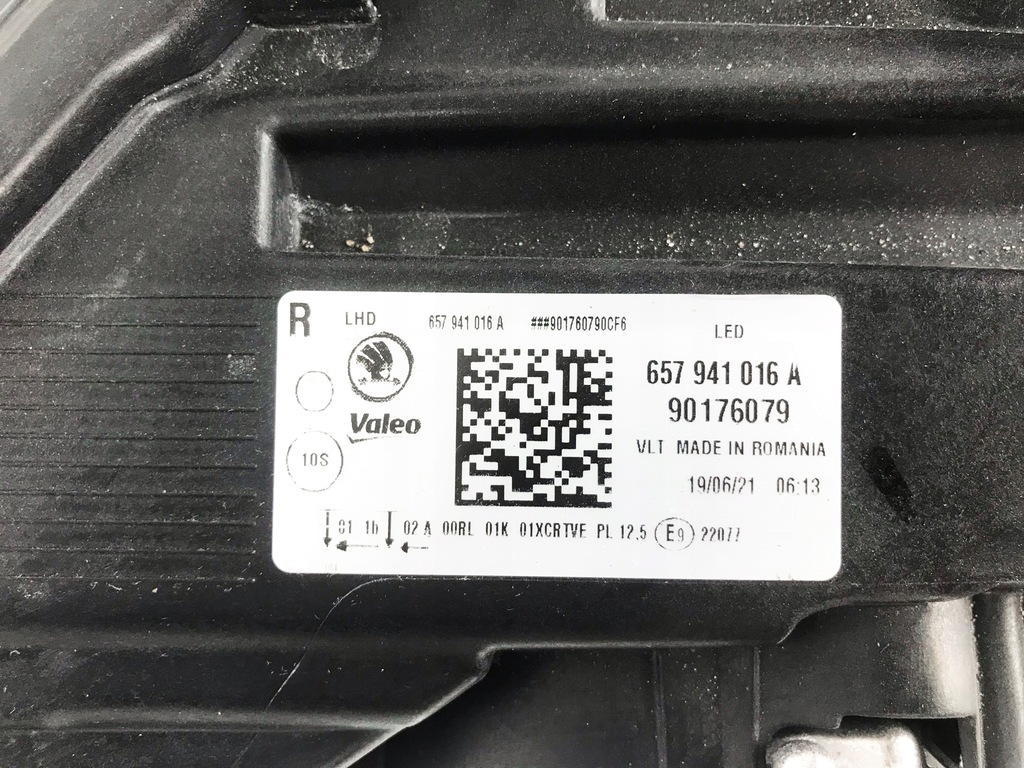 R LHD 657 941 016 A ###901760790CF6 LED
657 941 016 A
Valeo 90176079
10S VLT MADE IN ROMANIA
19/06/21 06:13
01 1b 02 A 00RL 01K 01XCRTVE PL 12.5 E9 22077